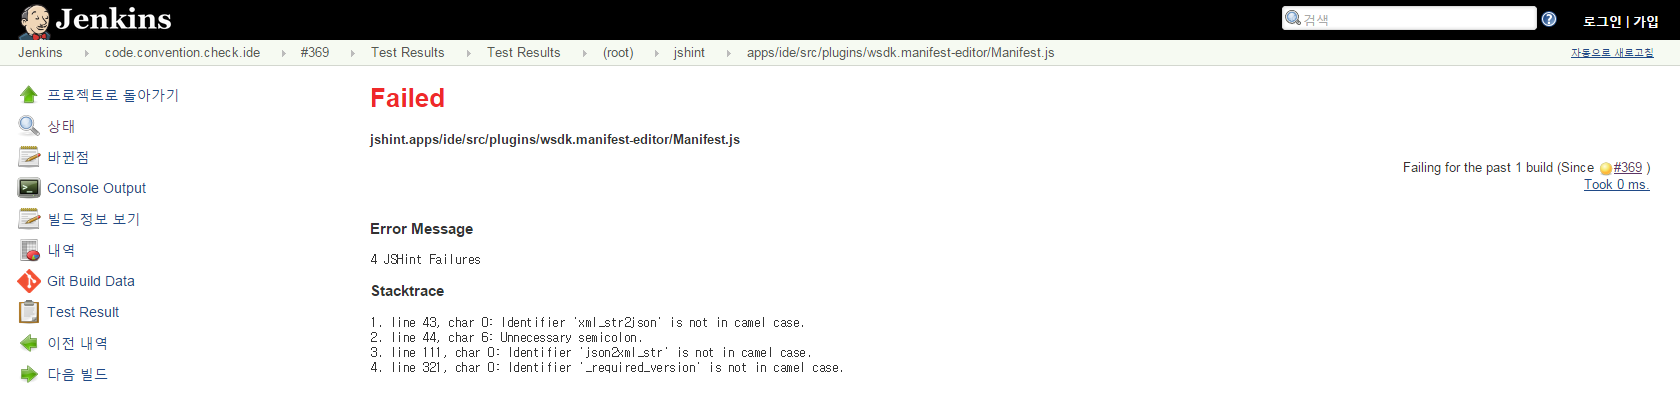 Jenkins
검색
로그인 | 가입
Jenkins code.convention.check.ide #369 Test Results Test Results (root) jshint apps/ide/src/plugins/wsdk.manifest-editor/Manifest.js
자동으로 새로고침
프로젝트로 돌아가기
상태
바뀐점
Console Output
빌드 정보 보기
내역
Git Build Data
Test Result
이전 내역
다음 빌드
Failed
jshint.apps/ide/src/plugins/wsdk.manifest-editor/Manifest.js
Failing for the past 1 build (Since #369 )
Took 0 ms.
Error Message
4 JSHint Failures
Stacktrace
1. line 43, char 0: Identifier 'xml_str2json' is not in camel case.
2. line 44, char 6: Unnecessary semicolon.
3. line 111, char 0: Identifier 'json2xml_str' is not in camel case.
4. line 321, char 0: Identifier '_required_version' is not in camel case.